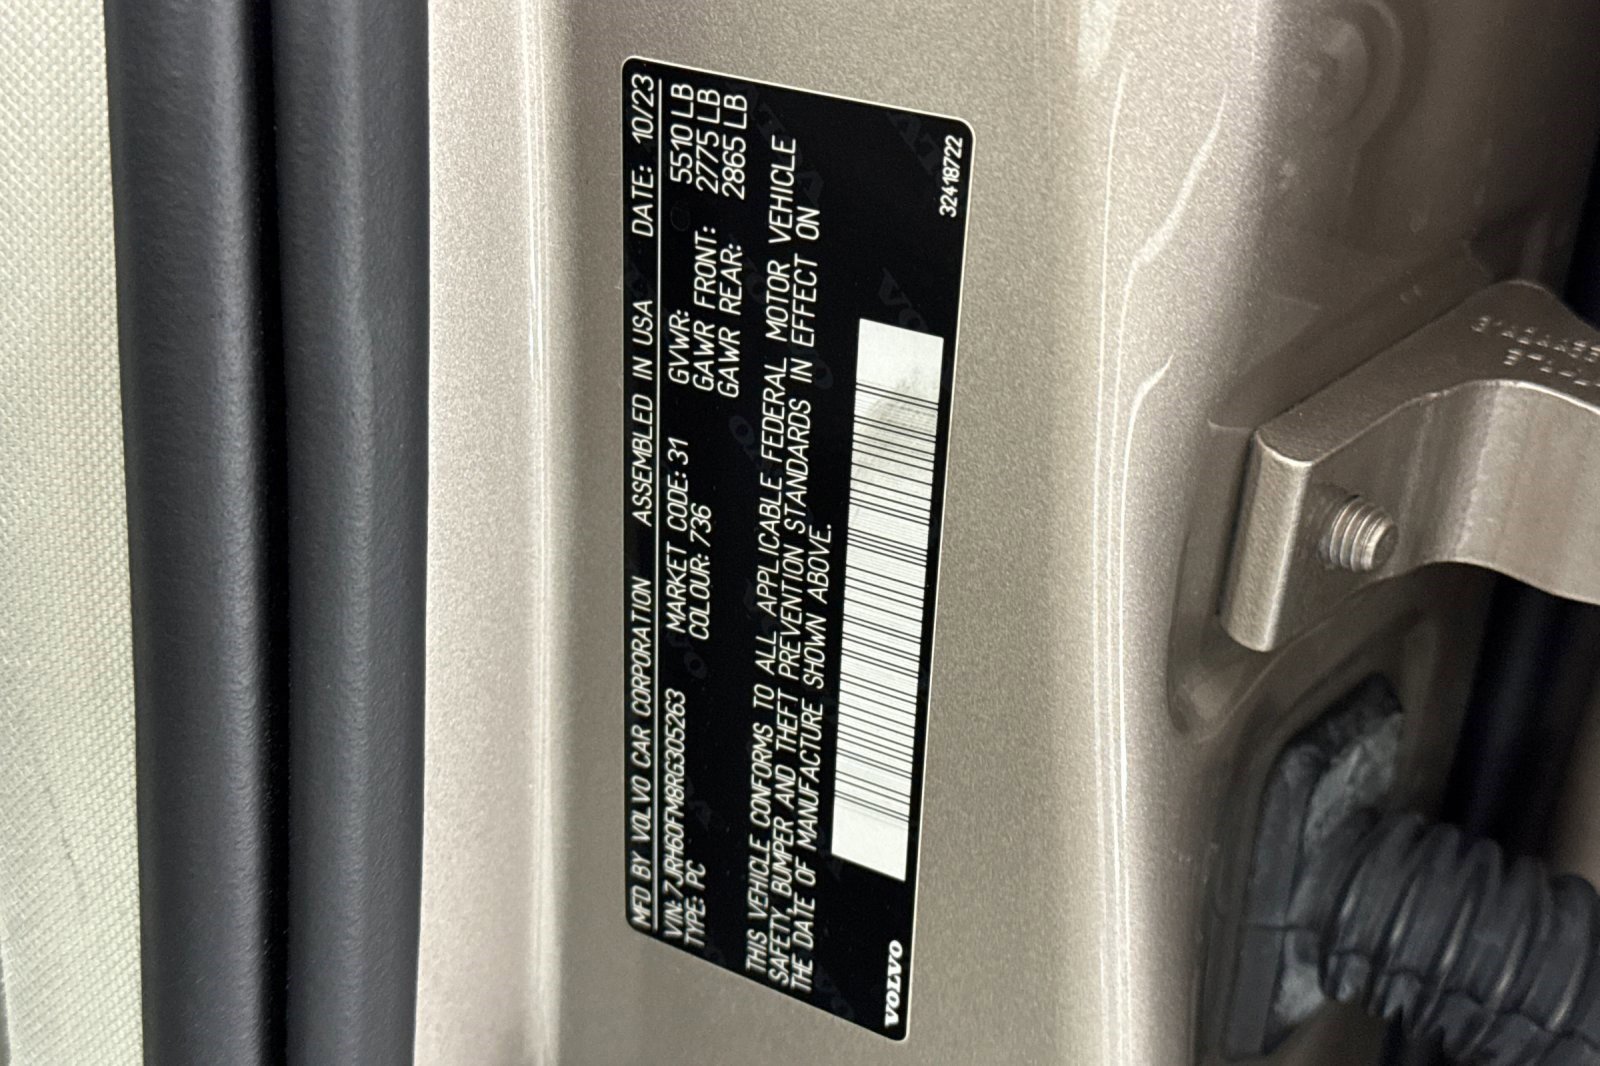 MFD BY VOLVO CAR CORPORATION ASSEMBLED IN USA DATE: 10/23
VIN: 7JRH60FM8RG305263 MARKET CODE: 31 GVWR: 5510 LB
TYPE: PC COLOUR: 736 GAWR FRONT: 2775 LB
GAWR REAR: 2865 LB
THIS VEHICLE CONFORMS TO ALL APPLICABLE FEDERAL MOTOR VEHICLE
SAFETY, BUMPER AND THEFT PREVENTION STANDARDS IN EFFECT ON
THE DATE OF MANUFACTURE SHOWN ABOVE.
VOLVO 32418722